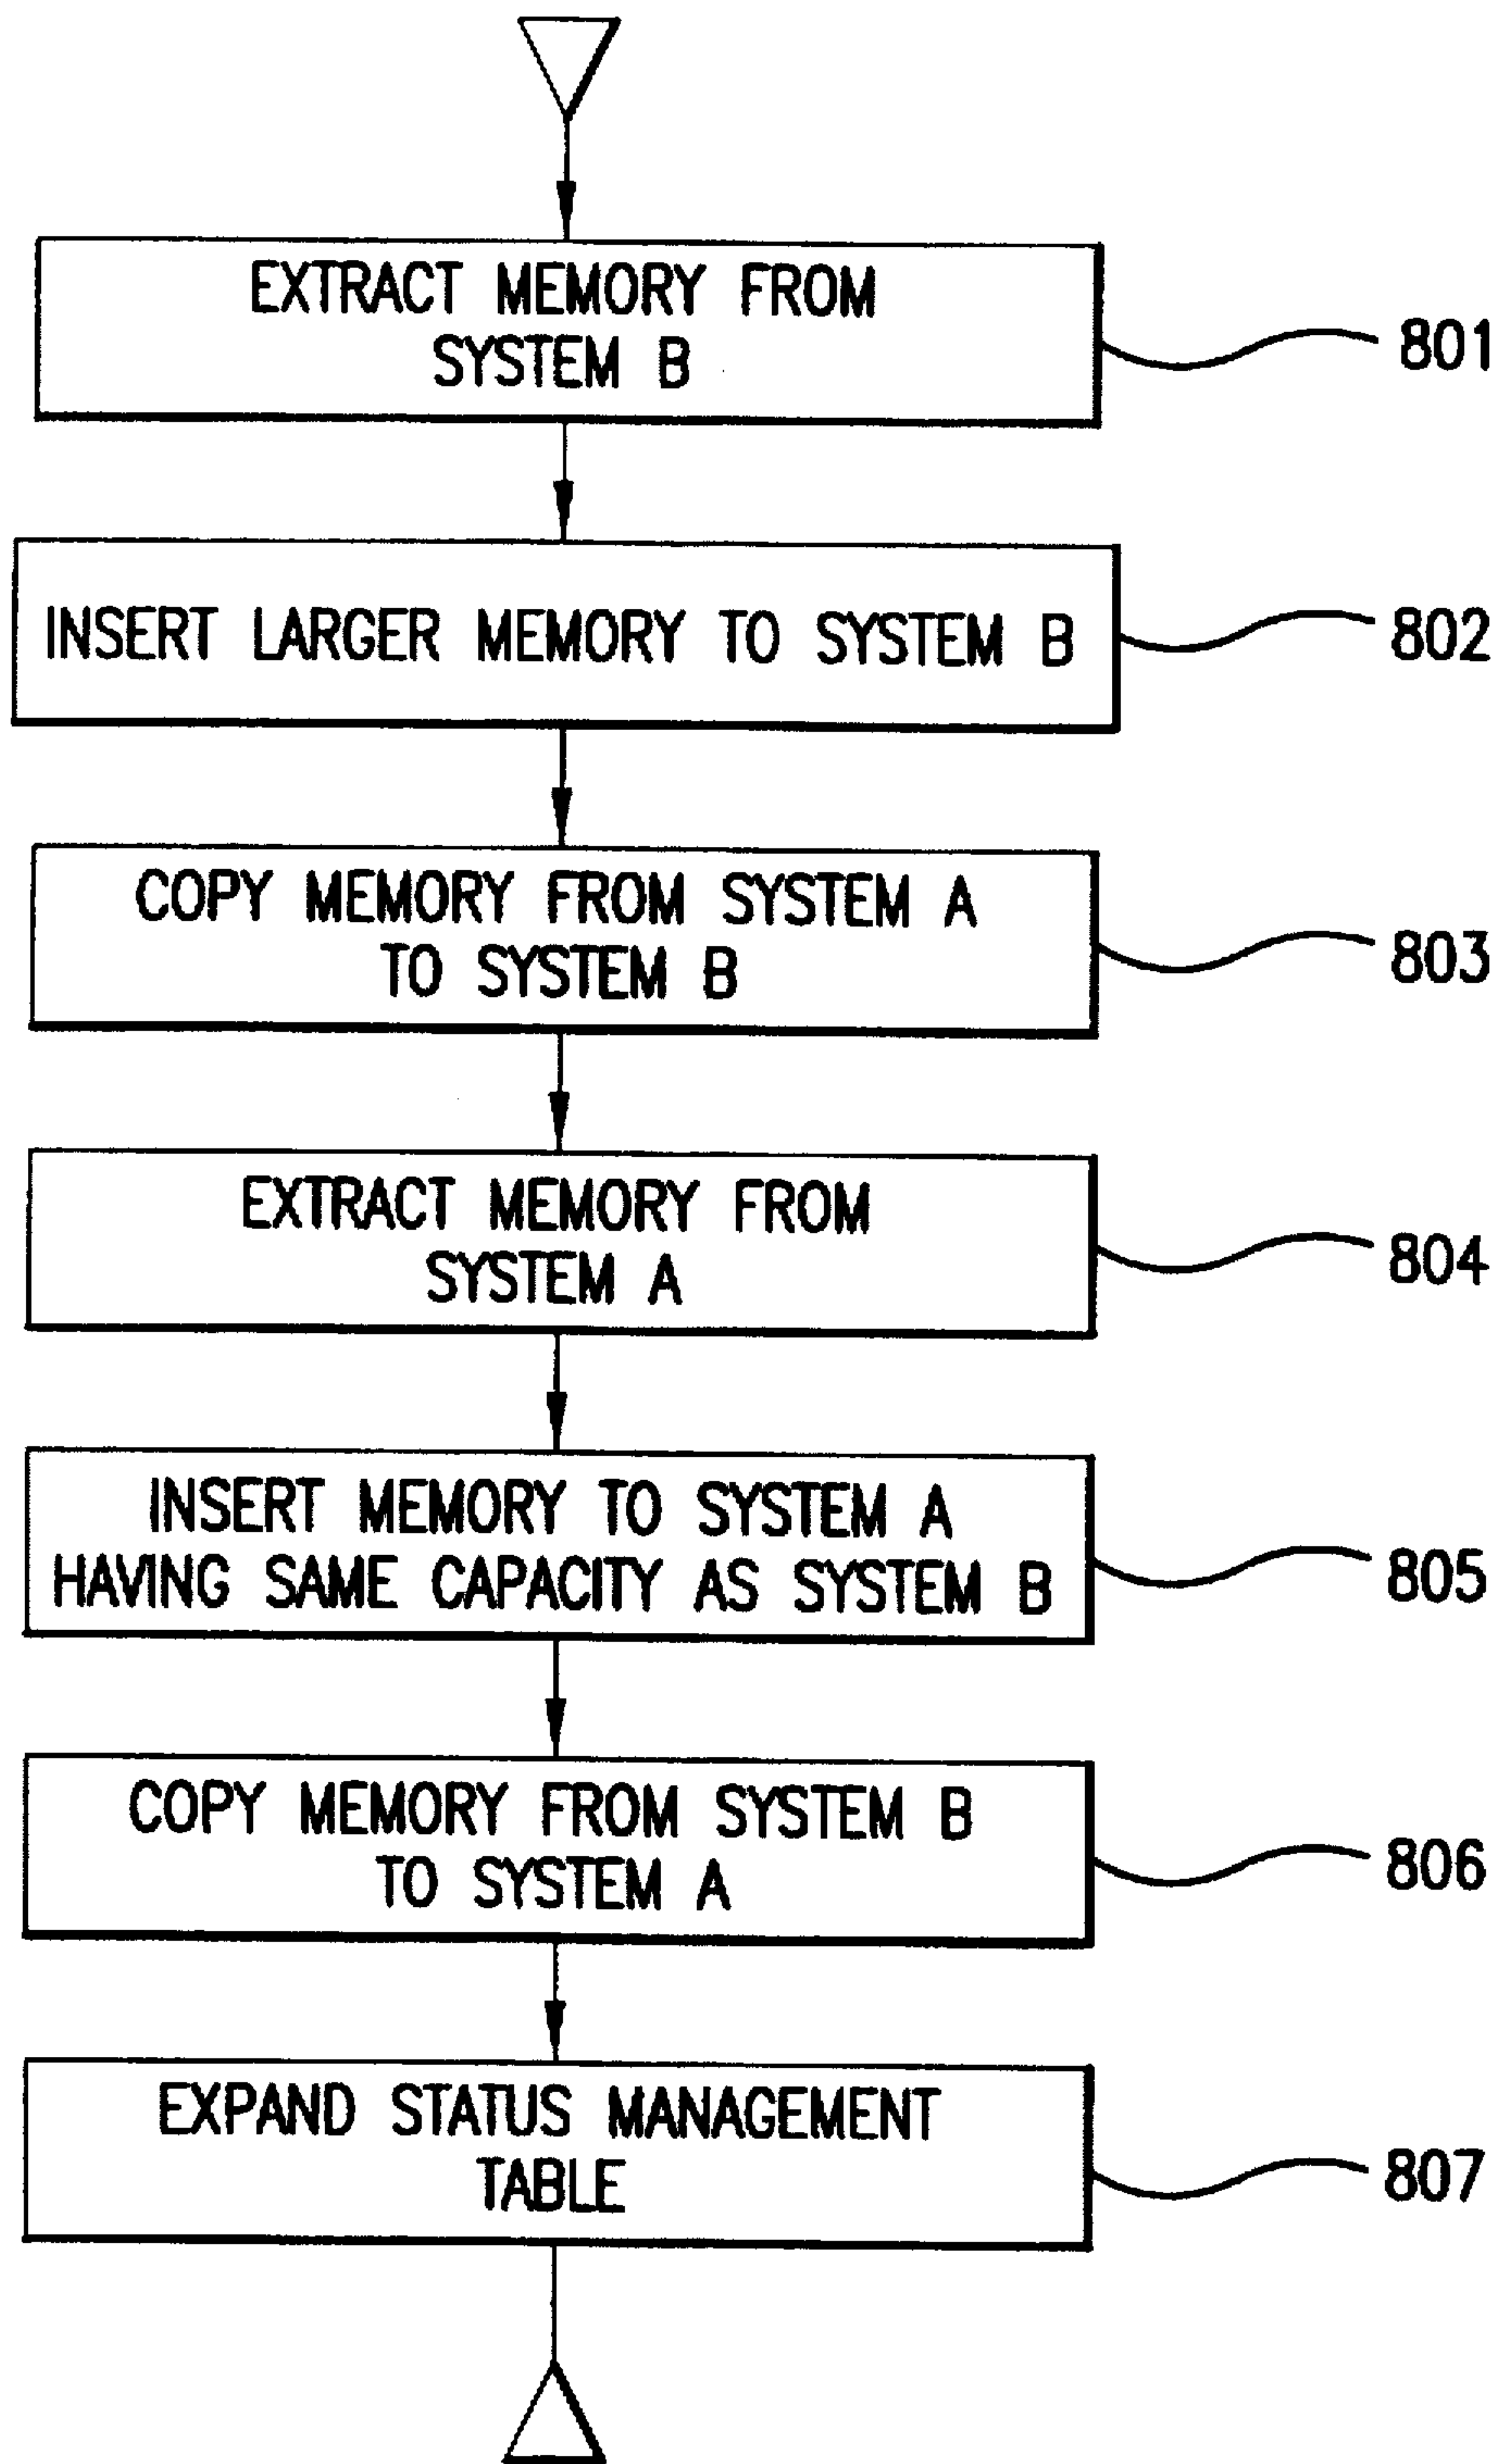 EXTRACT MEMORY FROM
SYSTEM B
801
INSERT LARGER MEMORY TO SYSTEM B
802
COPY MEMORY FROM SYSTEM A
TO SYSTEM B
803
EXTRACT MEMORY FROM
SYSTEM A
804
INSERT MEMORY TO SYSTEM A
HAVING SAME CAPACITY AS SYSTEM B
805
COPY MEMORY FROM SYSTEM B
TO SYSTEM A
806
EXPAND STATUS MANAGEMENT
TABLE
807